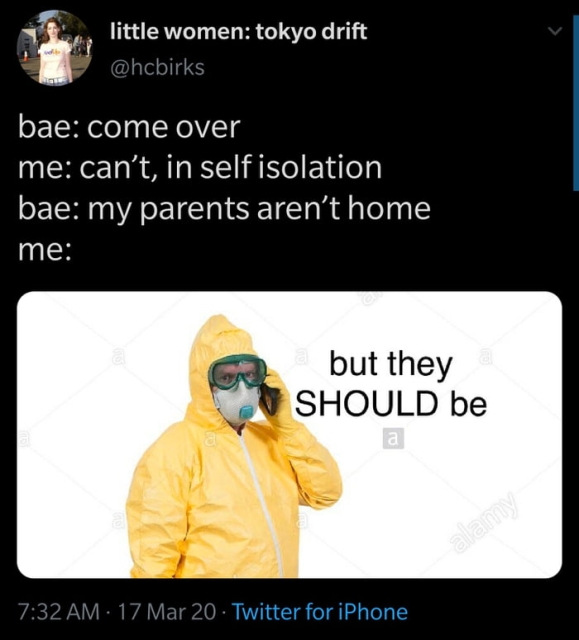 little women: tokyo drift
@hcbirks
bae: come over
me: can't, in self isolation
bae: my parents aren't home
me:
but they
SHOULD be
a
alamy
7:32 AM · 17 Mar 20 · Twitter for iPhone